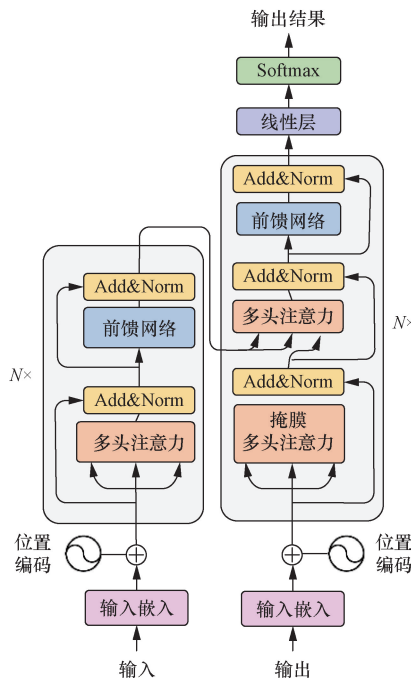 输出结果
Softmax
线性层
Add&Norm
前馈网络
Add&Norm
多头注意力
N×
Add&Norm
掩膜
多头注意力
Add&Norm
前馈网络
N×
Add&Norm
多头注意力
位置
编码
位置
编码
输入嵌入
输入嵌入
输入
输出